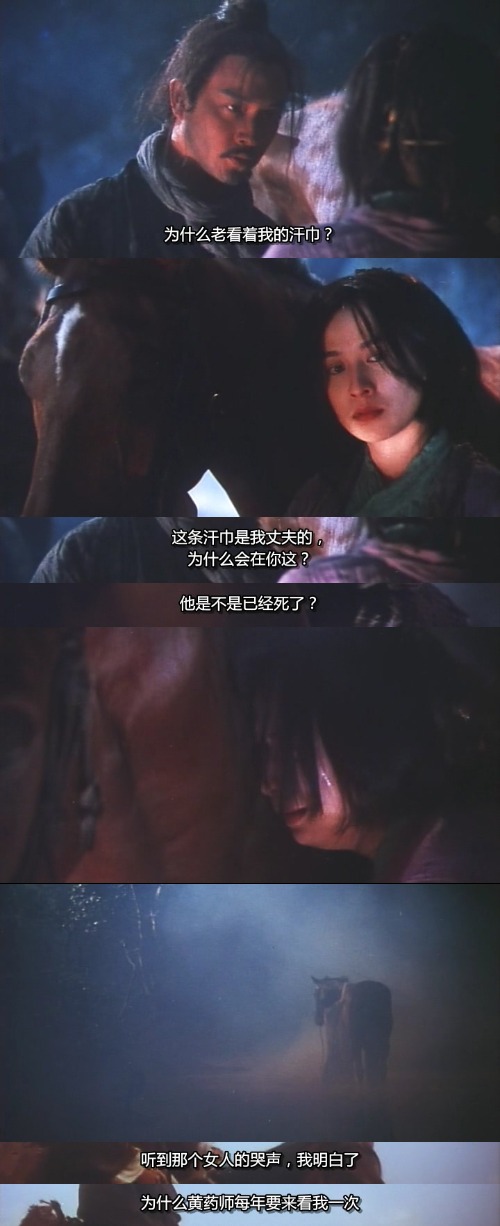 为什么老看着我的汗巾？
这条汗巾是我丈夫的，
为什么会在你这？
他是不是已经死了？
听到那个女人的哭声，我明白了
为什么黄药师每年要来看我一次